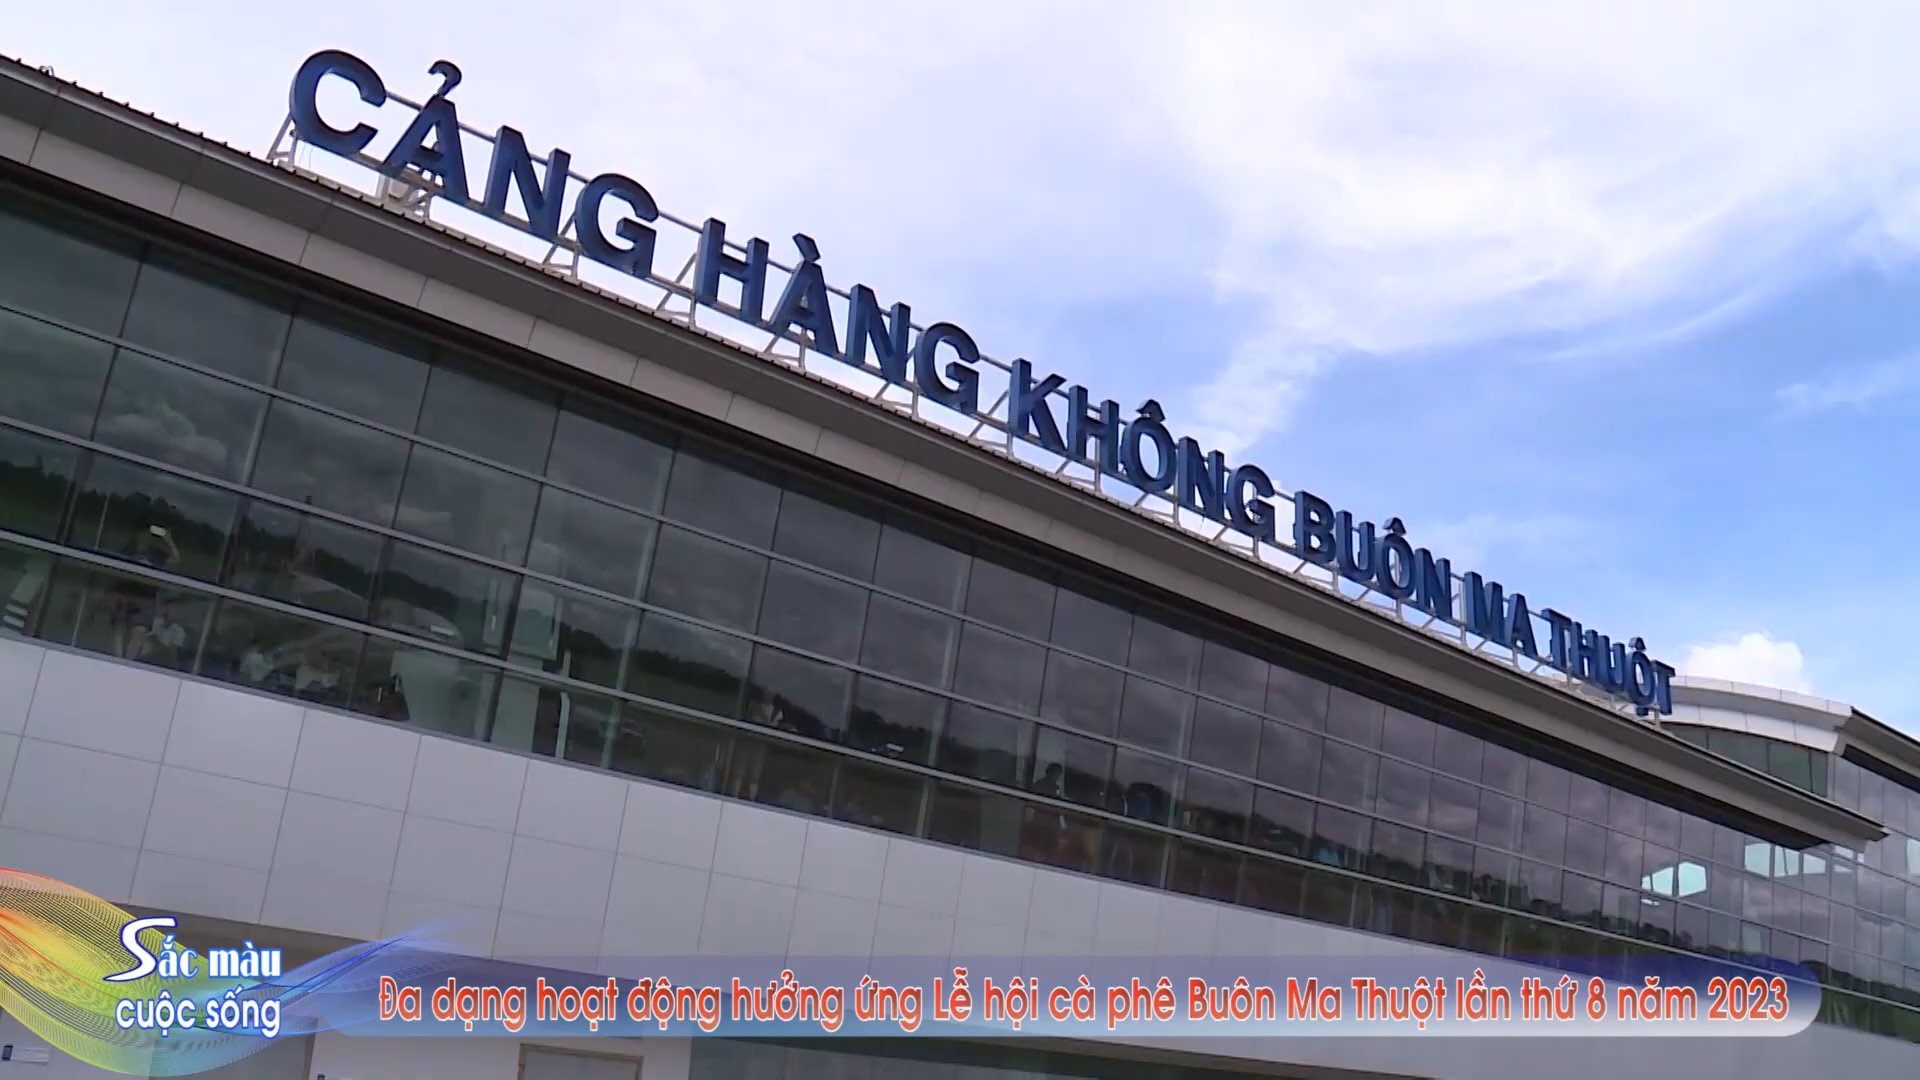 CẢNG HÀNG KHÔNG BUÔN MA THUỘT
Sắc màu
cuộc sống
Đa dạng hoạt động hưởng ứng Lễ hội cà phê Buôn Ma Thuột lần thứ 8 năm 2023